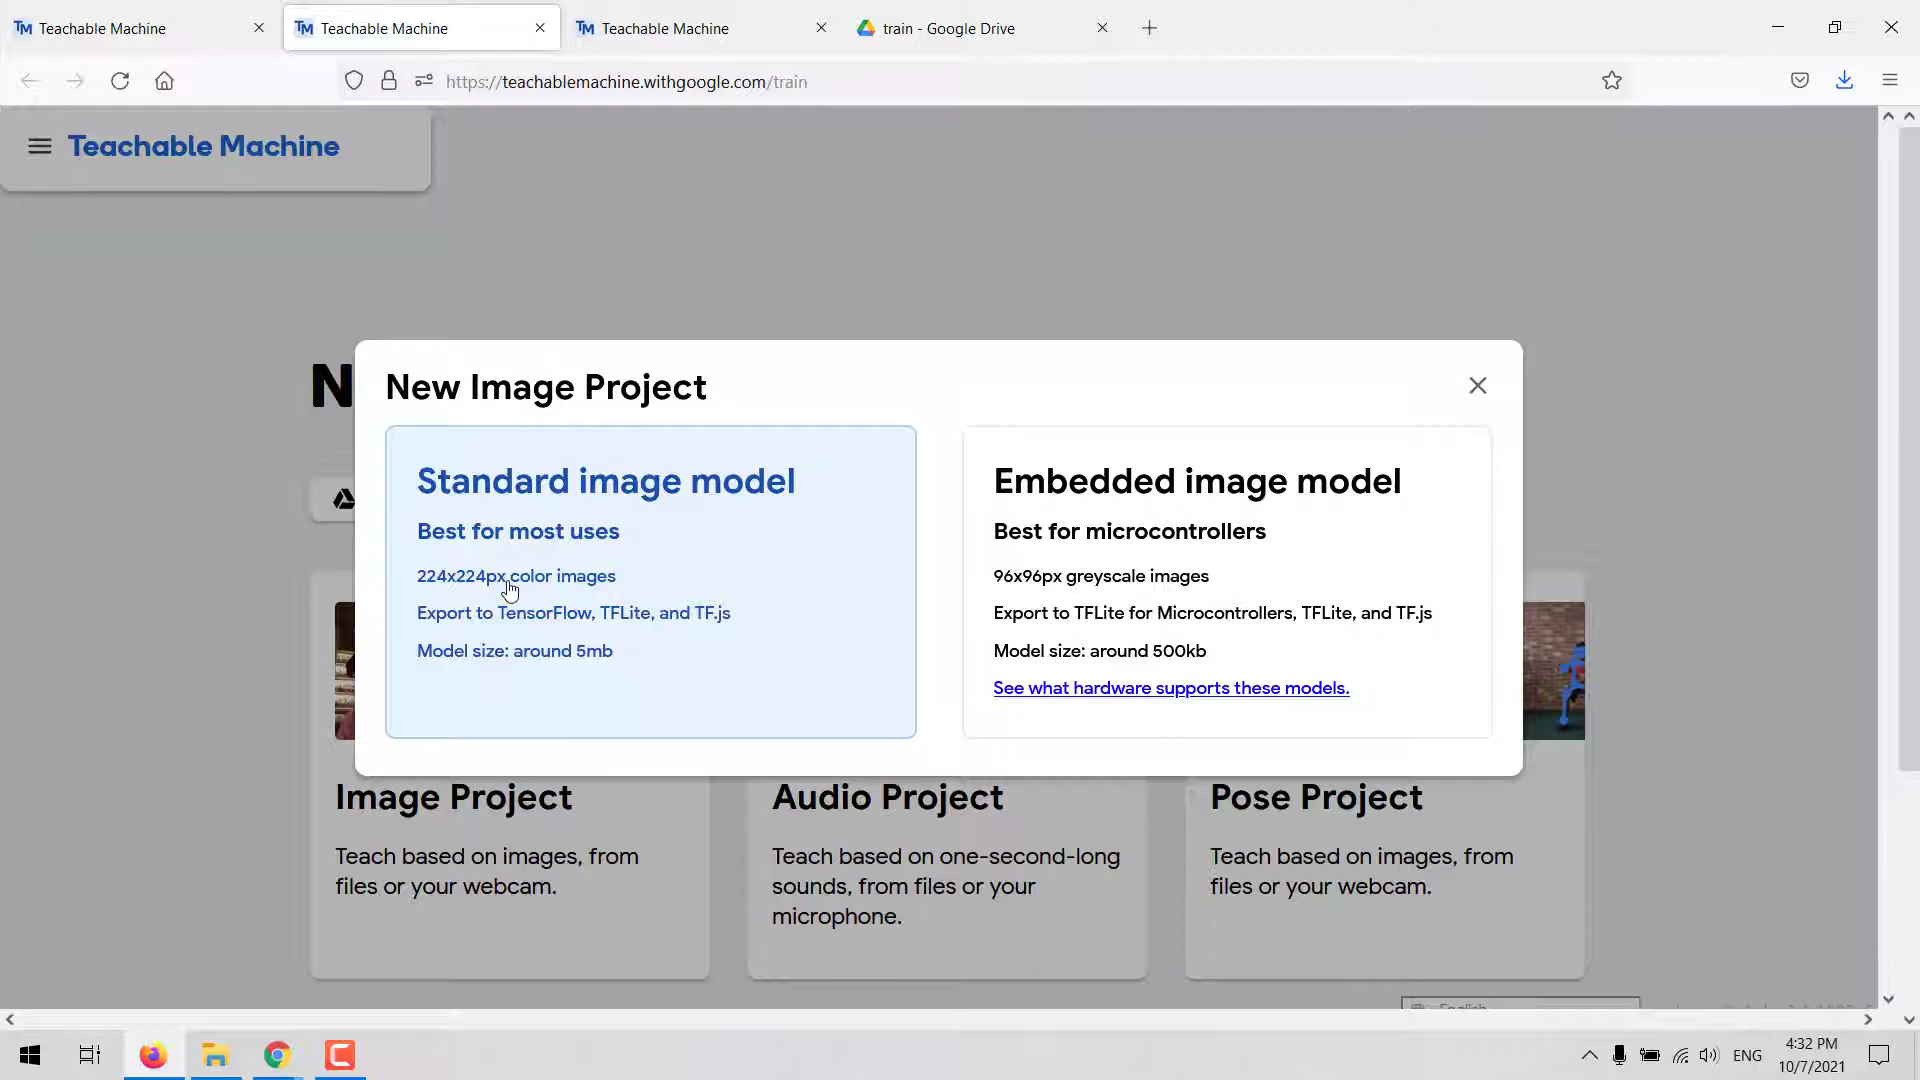 Teachable Machine
Teachable Machine
Teachable Machine
train - Google Drive
https://teachablemachine.withgoogle.com/train
Teachable Machine
N
New Image Project
Standard image model
Best for most uses
224x224px color images
Export to TensorFlow, TFLite, and TF.js
Model size: around 5mb
Embedded image model
Best for microcontrollers
96x96px greyscale images
Export to TFLite for Microcontrollers, TFLite, and TF.js
Model size: around 500kb
See what hardware supports these models.
Image Project
Teach based on images, from
files or your webcam.
Audio Project
Teach based on one-second-long
sounds, from files or your
microphone.
Pose Project
Teach based on images, from
files or your webcam.
English
ENG
4:32 PM
10/7/2021